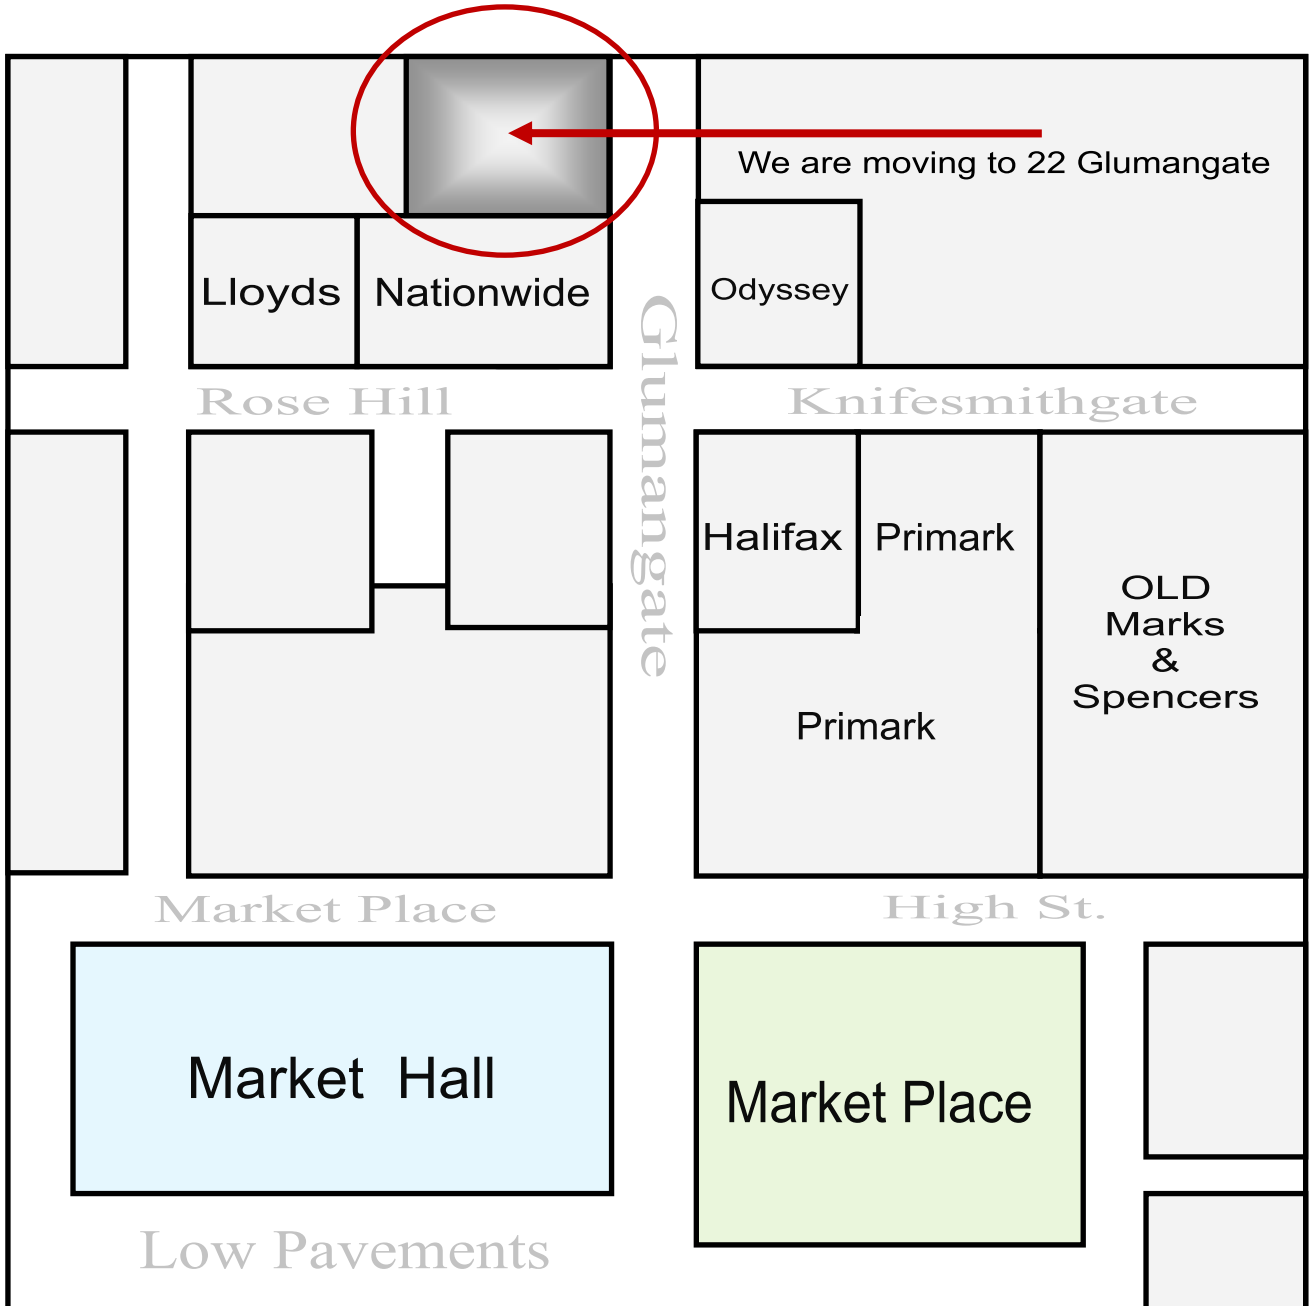 We are moving to 22 Glumangate
Lloyds
Nationwide
Odyssey
Glumangate
Rose Hill
Knifesmithgate
Halifax
Primark
OLD
Marks
&
Spencers
Primark
Market Place
High St.
Market Hall
Market Place
Low Pavements